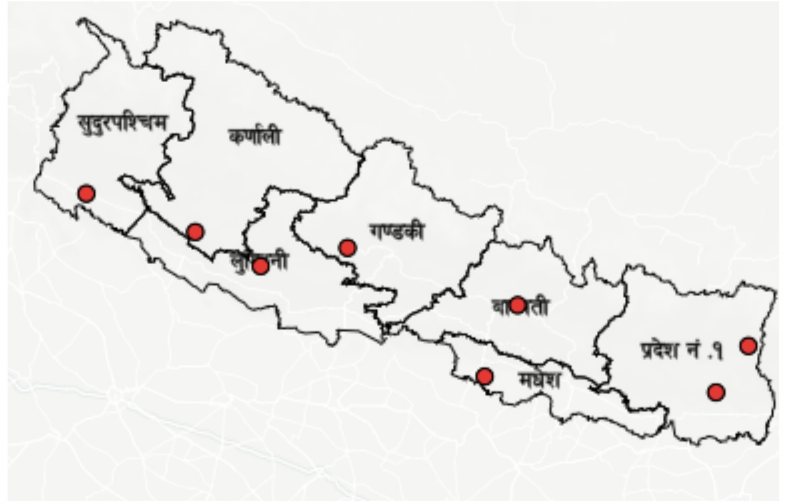 सुदुरपश्चिम
कर्णाली
गण्डकी
प्रदेश नं .१
मधेश